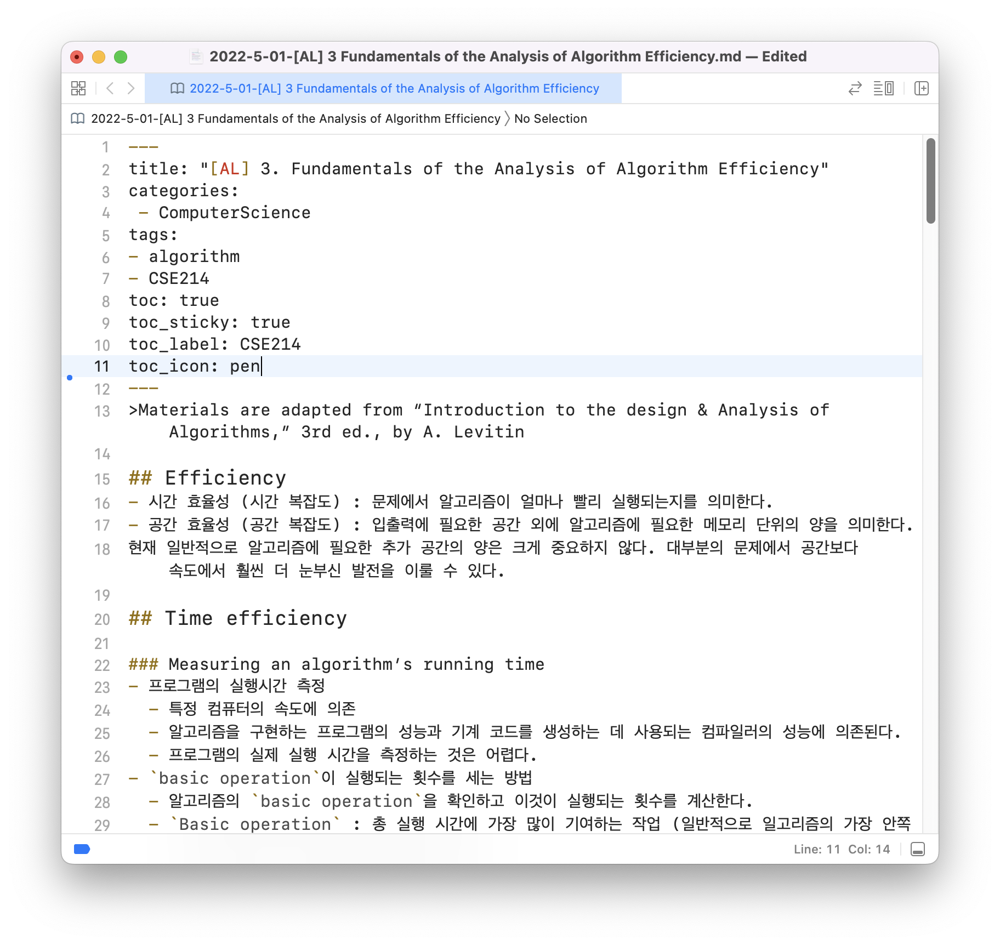 2022-5-01-[AL] 3 Fundamentals of the Analysis of Algorithm Efficiency.md — Edited
2022-5-01-[AL] 3 Fundamentals of the Analysis of Algorithm Efficiency
2022-5-01-[AL] 3 Fundamentals of the Analysis of Algorithm Efficiency 〉 No Selection
1 ---
2 title: "[AL] 3. Fundamentals of the Analysis of Algorithm Efficiency"
3 categories:
4 - ComputerScience
5 tags:
6 - algorithm
7 - CSE214
8 toc: true
9 toc_sticky: true
10 toc_label: CSE214
11 toc_icon: pen
12 ---
13 >Materials are adapted from “Introduction to the design & Analysis of
Algorithms,” 3rd ed., by A. Levitin
14
15 ## Efficiency
16 - 시간 효율성 (시간 복잡도) : 문제에서 알고리즘이 얼마나 빨리 실행되는지를 의미한다.
17 - 공간 효율성 (공간 복잡도) : 입출력에 필요한 공간 외에 알고리즘에 필요한 메모리 단위의 양을 의미한다.
18 현재 일반적으로 알고리즘에 필요한 추가 공간의 양은 크게 중요하지 않다. 대부분의 문제에서 공간보다
속도에서 훨씬 더 눈부신 발전을 이룰 수 있다.
19
20 ## Time efficiency
21
22 ### Measuring an algorithm’s running time
23 - 프로그램의 실행시간 측정
24 - 특정 컴퓨터의 속도에 의존
25 - 알고리즘을 구현하는 프로그램의 성능과 기계 코드를 생성하는 데 사용되는 컴파일러의 성능에 의존된다.
26 - 프로그램의 실제 실행 시간을 측정하는 것은 어렵다.
27 - `basic operation`이 실행되는 횟수를 세는 방법
28 - 알고리즘의 `basic operation`을 확인하고 이것이 실행되는 횟수를 계산한다.
29 - `Basic operation` : 총 실행 시간에 가장 많이 기여하는 작업 (일반적으로 일고리즘의 가장 안쪽
Line: 11 Col: 14